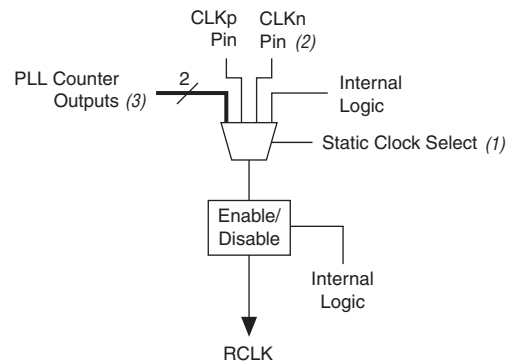 CLKp
Pin
CLKn
Pin (2)
PLL Counter
Outputs (3)
2
Internal
Logic
Static Clock Select (1)
Enable/
Disable
Internal
Logic
RCLK